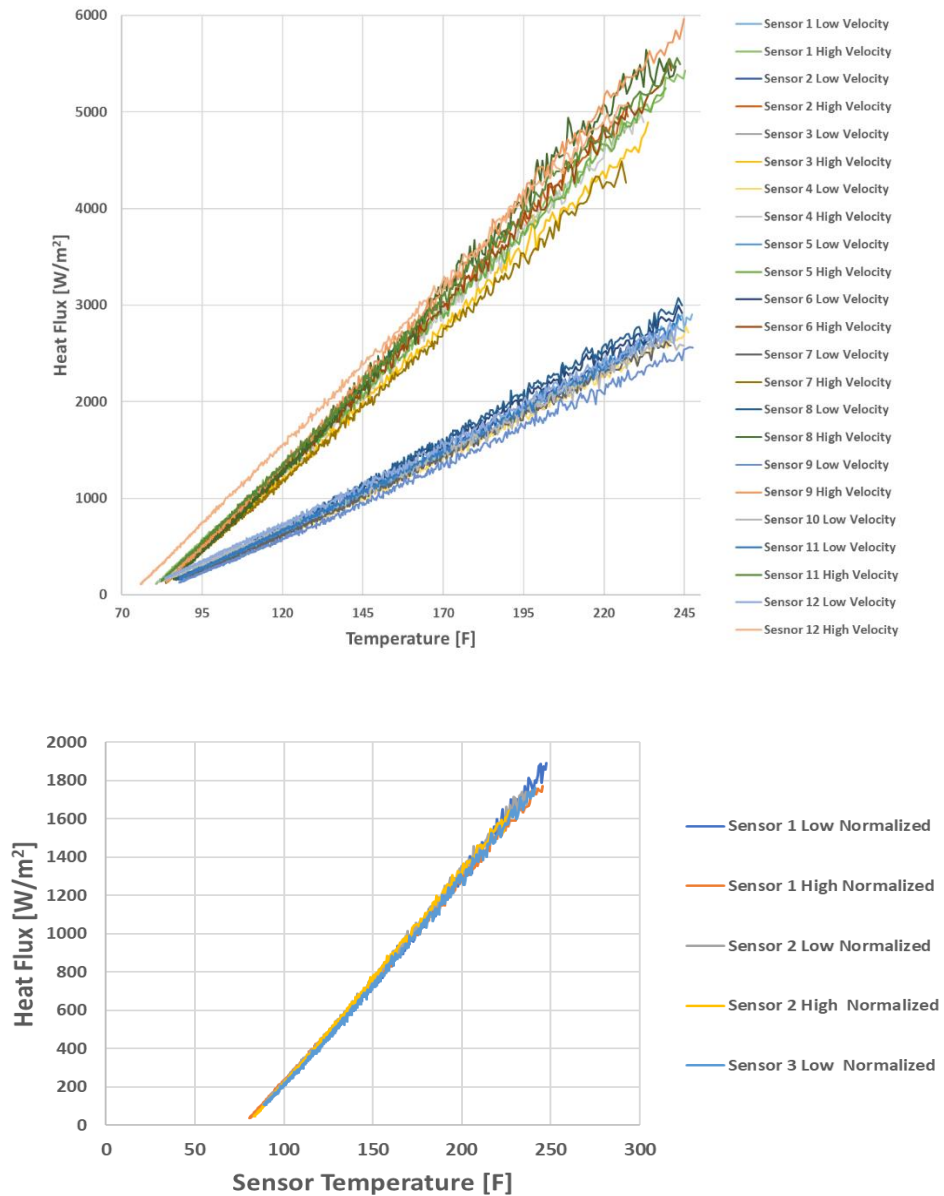 6000
5000
4000
3000
2000
1000
0
Heat Flux [W/m²]
70 95 120 145 170 195 220 245
Temperature [F]
Sensor 1 Low Velocity
Sensor 1 High Velocity
Sensor 2 Low Velocity
Sensor 2 High Velocity
Sensor 3 Low Velocity
Sensor 3 High Velocity
Sensor 4 Low Velocity
Sensor 4 High Velocity
Sensor 5 Low Velocity
Sensor 5 High Velocity
Sensor 6 Low Velocity
Sensor 6 High Velocity
Sensor 7 Low Velocity
Sensor 7 High Velocity
Sensor 8 Low Velocity
Sensor 8 High Velocity
Sensor 9 Low Velocity
Sensor 9 High Velocity
Sensor 10 Low Velocity
Sensor 11 Low Velocity
Sensor 11 High Velocity
Sensor 12 Low Velocity
Sesnor 12 High Velocity
2000
1800
1600
1400
1200
1000
800
600
400
200
0
Heat Flux [W/m²]
0 50 100 150 200 250 300
Sensor Temperature [F]
Sensor 1 Low Normalized
Sensor 1 High Normalized
Sensor 2 Low Normalized
Sensor 2 High Normalized
Sensor 3 Low Normalized